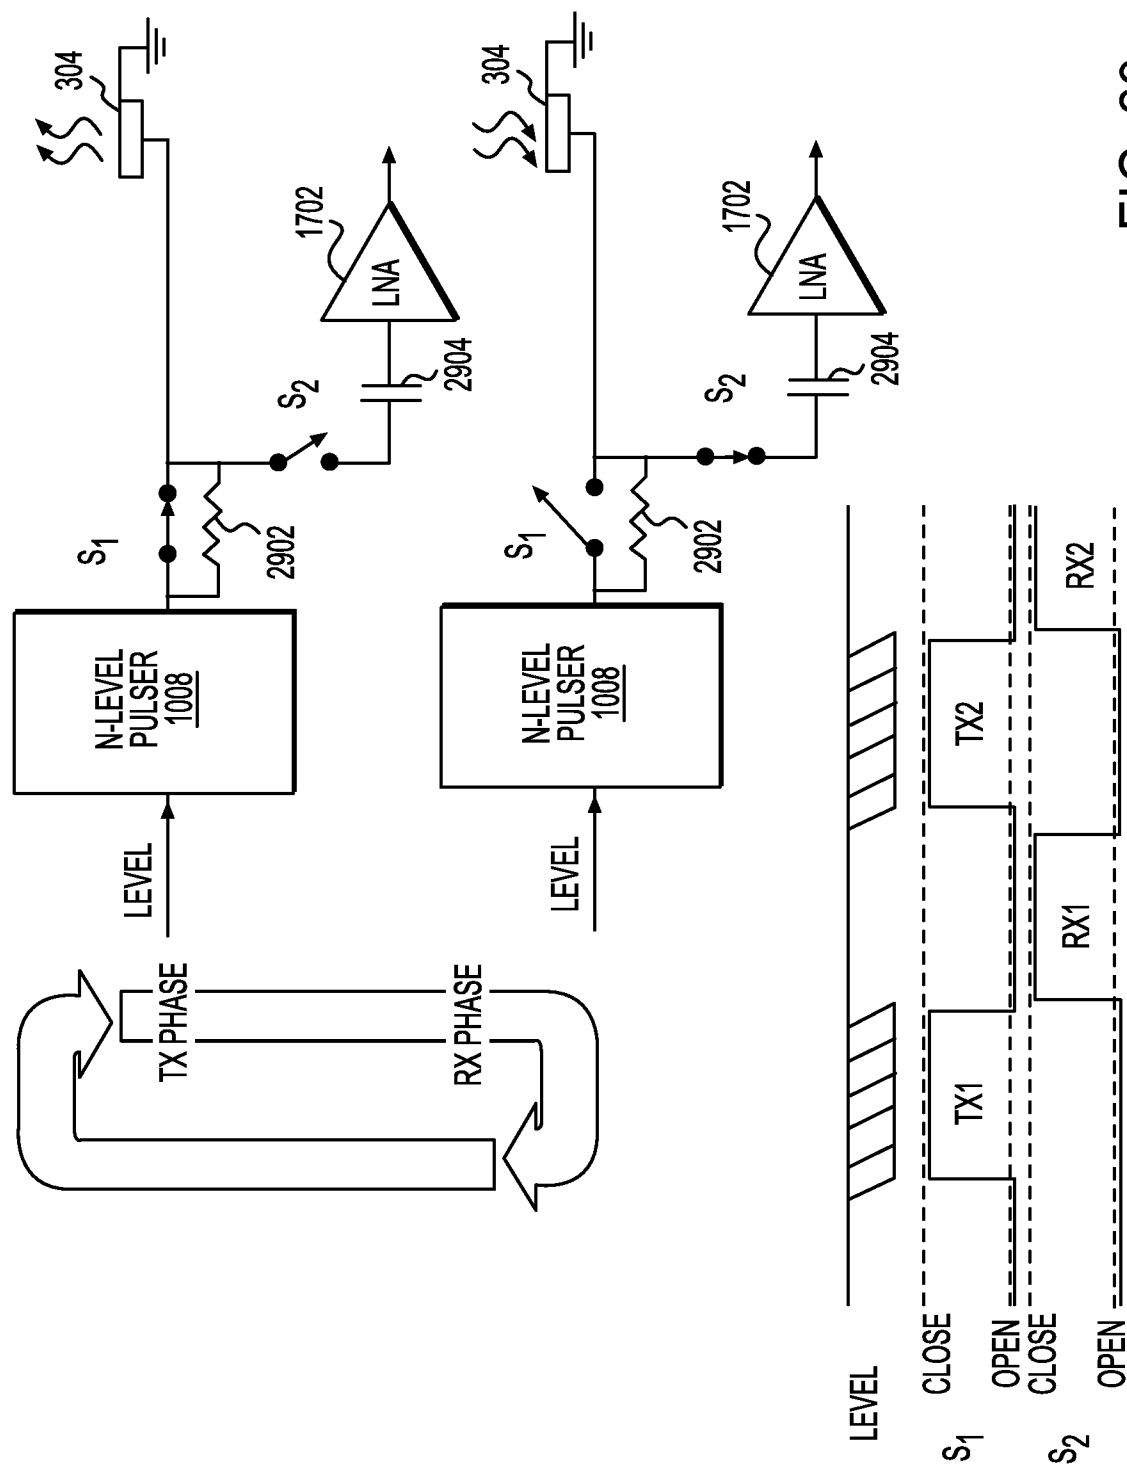 TX PHASE
RX PHASE
LEVEL
N-LEVEL
PULSER
1008
S1
2902
S2
2904
LNA
1702
304
LEVEL
N-LEVEL
PULSER
1008
S1
2902
S2
2904
LNA
1702
304
LEVEL
S1
CLOSE
OPEN
TX1
TX2
S2
CLOSE
OPEN
RX1
RX2
FIG.